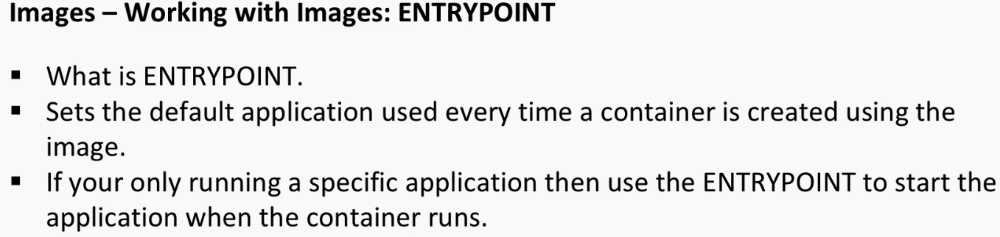 Images – Working with Images: ENTRYPOINT
▪ What is ENTRYPOINT.
▪ Sets the default application used every time a container is created using the
image.
▪ If your only running a specific application then use the ENTRYPOINT to start the
application when the container runs.